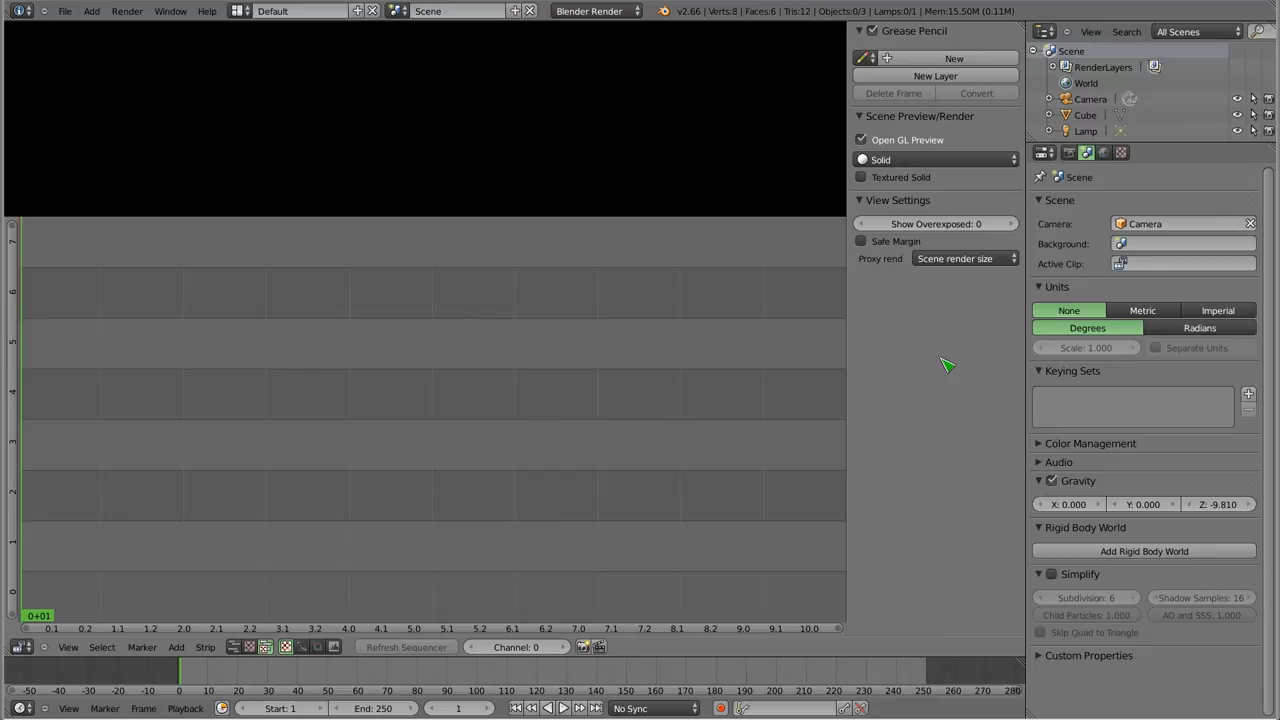 File Add Render Window Help Default Scene Blender Render v2.66 | Verts:8 | Faces:6 | Tris:12 | Objects:0/3 | Lamps:0/1 | Mem:15.50M (0.11M)
Grease Pencil
New
New Layer
Delete Frame Convert
Scene Preview/Render
Open GL Preview
Solid
Textured Solid
View Settings
Show Overexposed: 0
Safe Margin
Proxy rend Scene render size
View Search All Scenes
Scene
RenderLayers |
World
Camera
Cube
Lamp
Scene
Scene
Camera: Camera
Background:
Active Clip:
Units
None Metric Imperial
Degrees Radians
Scale: 1.000 Separate Units
Keying Sets
Color Management
Audio
Gravity
X: 0.000 Y: 0.000 Z: -9.810
Rigid Body World
Add Rigid Body World
Simplify
Subdivision: 6 Shadow Samples: 16
Child Particles: 1.000 AO and SSS: 1.000
Skip Quad to Triangle
Custom Properties
7
6
5
4
3
2
1
0
0+01
0.1 0.2 1.1 1.2 2.0 2.1 3.0 3.1 4.0 4.1 5.0 5.2 6.2 7.0 7.1 8.0 8.1 9.0 9.1 10.0
View Select Marker Add Strip Refresh Sequencer Channel: 0
-50 -40 -30 -20 -10 0 10 20 30 40 50 60 70 80 90 100 110 120 130 140 150 160 170 180 190 200 210 220 230 240 250 260 270 280
View Marker Frame Playback Start: 1 End: 250 1 No Sync